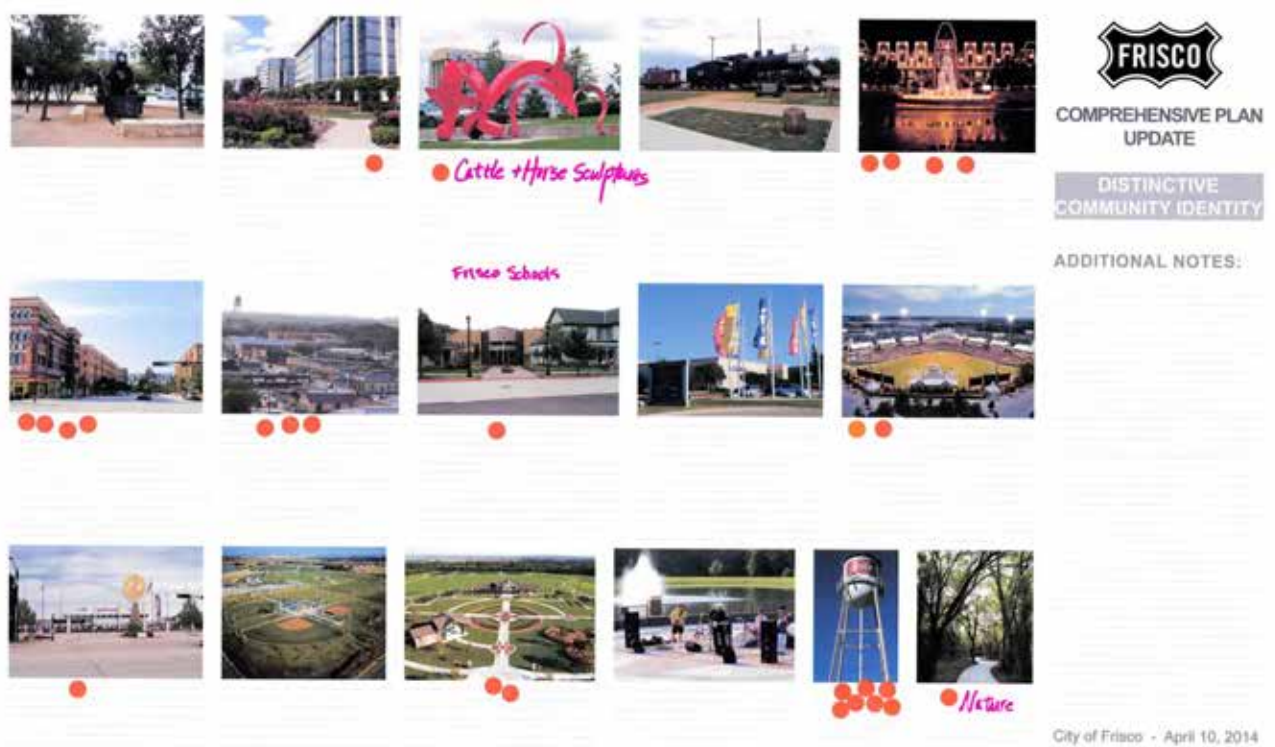 FRISCO
COMPREHENSIVE PLAN
UPDATE
DISTINCTIVE
COMMUNITY IDENTITY
ADDITIONAL NOTES:
Cattle + Horse Sculptures
Frisco Schools
Nature
City of Frisco - April 10, 2014